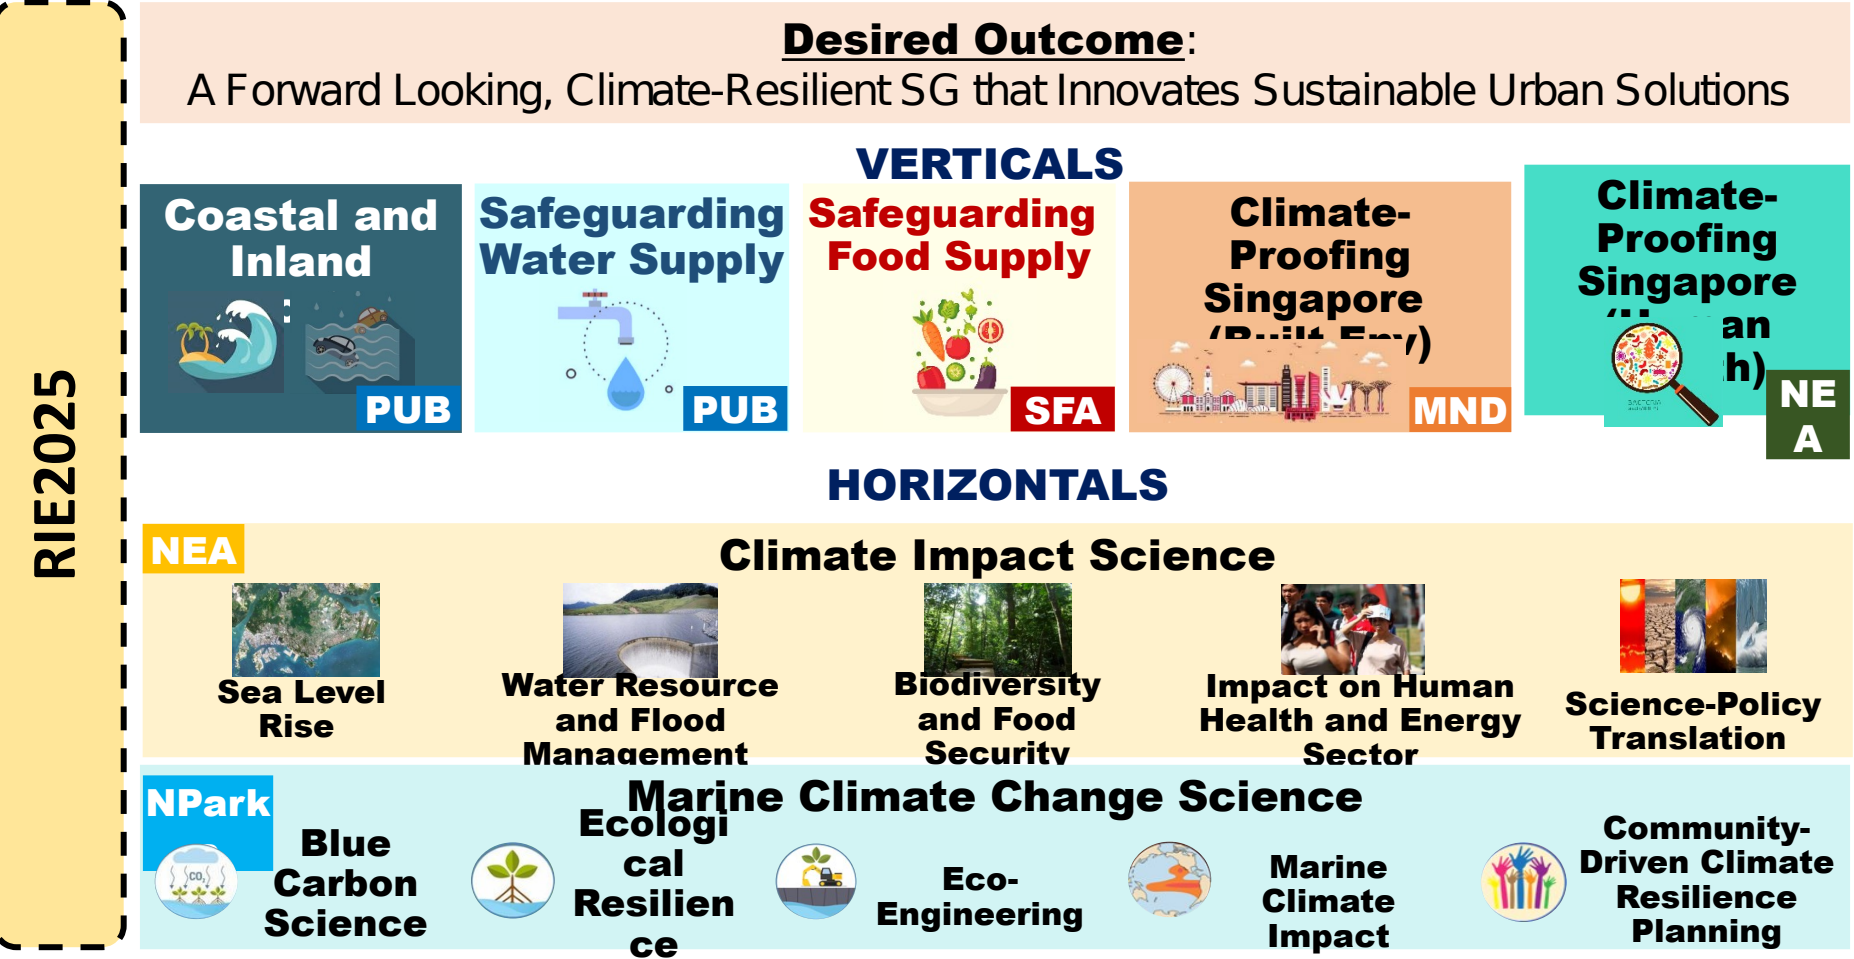 RIE2025
Desired Outcome:
A Forward Looking, Climate-Resilient SG that Innovates Sustainable Urban Solutions
VERTICALS
Coastal and
Inland
PUB
Safeguarding
Water Supply
PUB
Safeguarding
Food Supply
SFA
Climate-
Proofing
Singapore
(Built Env)
MND
Climate-
Proofing
Singapore
NE
A
HORIZONTALS
NEA
Climate Impact Science
Sea Level
Rise
Water Resource
and Flood
Management
Biodiversity
and Food
Security
Impact on Human
Health and Energy
Sector
Science-Policy
Translation
NPark
Marine Climate Change Science
CO₂
Blue
Carbon
Science
Ecologi
cal
Resilien
ce
Eco-
Engineering
Marine
Climate
Impact
Community-
Driven Climate
Resilience
Planning